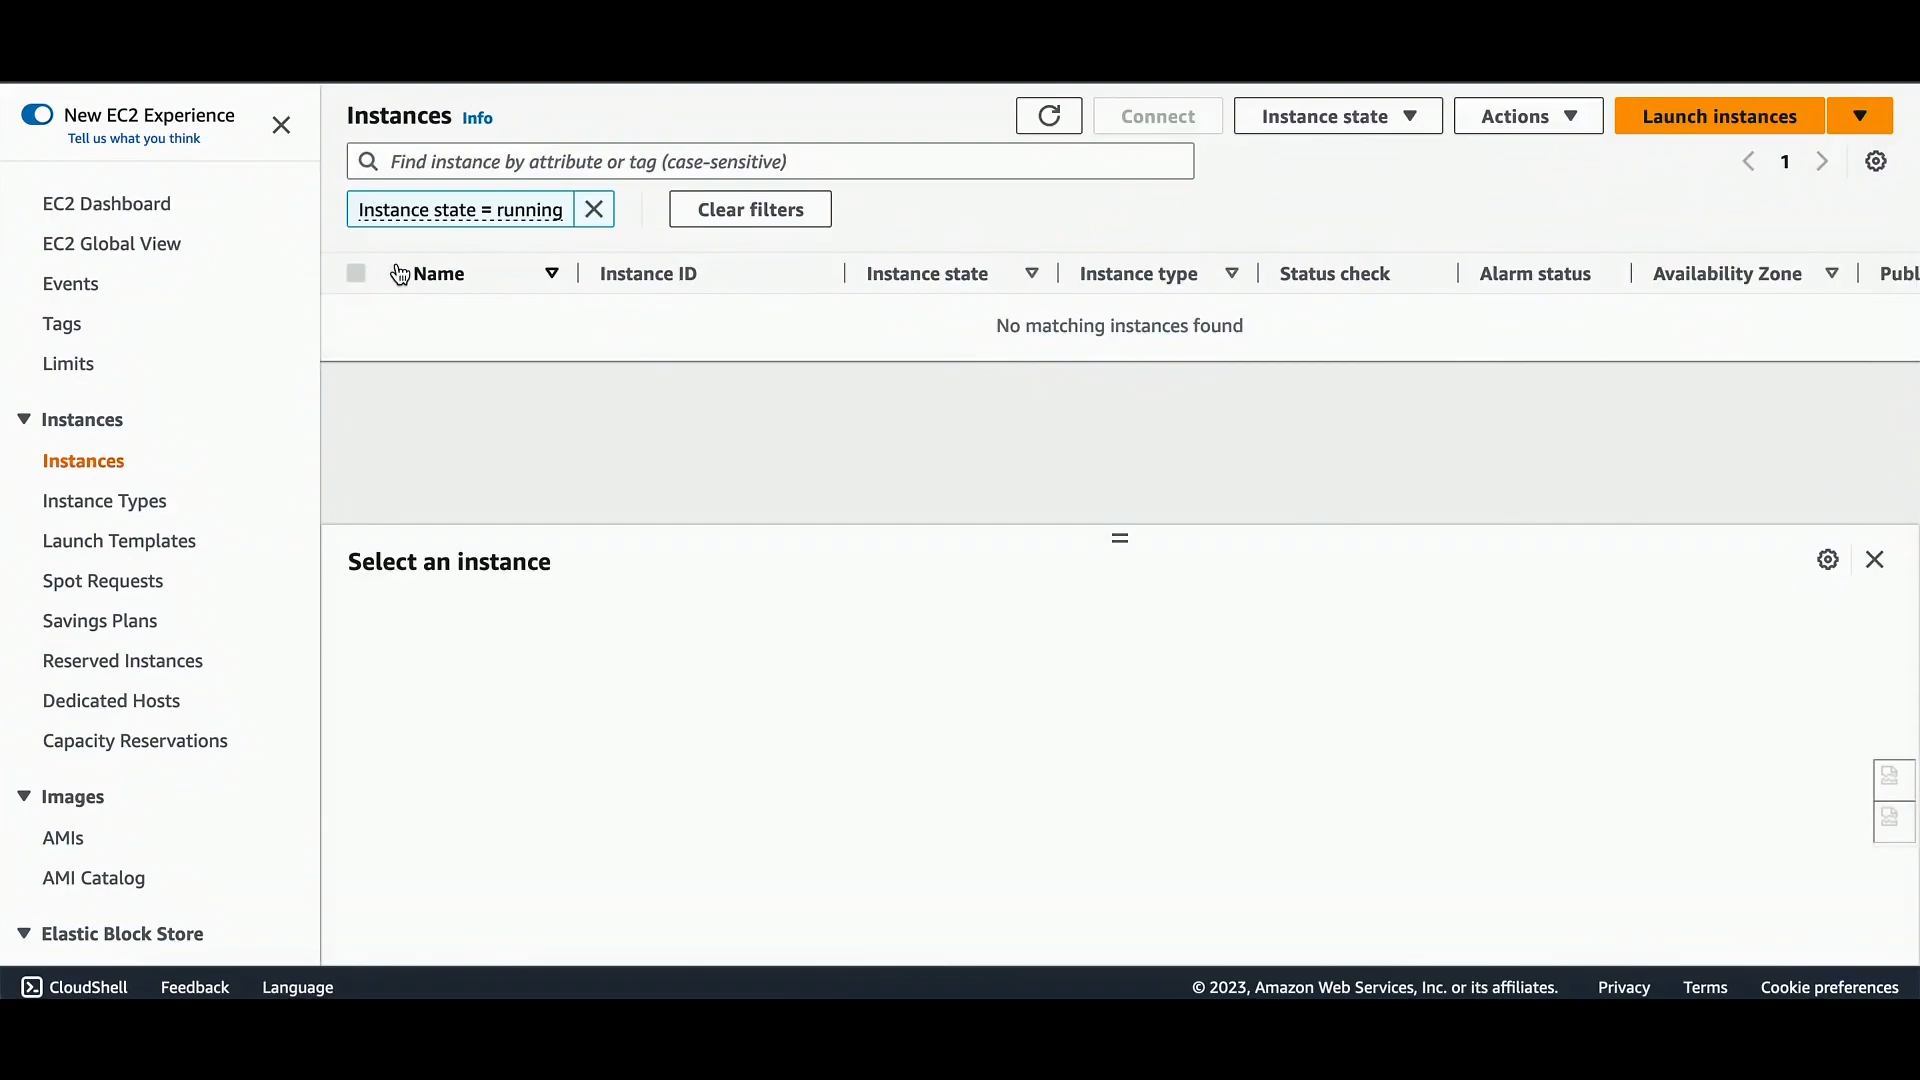 New EC2 Experience
Tell us what you think
EC2 Dashboard
EC2 Global View
Events
Tags
Limits
Instances
Instances
Instance Types
Launch Templates
Spot Requests
Savings Plans
Reserved Instances
Dedicated Hosts
Capacity Reservations
Images
AMIs
AMI Catalog
Elastic Block Store
Instances Info
Connect
Instance state
Actions
Launch instances
Find instance by attribute or tag (case-sensitive)
1
Instance state = running
Clear filters
Name Instance ID Instance state Instance type Status check Alarm status Availability Zone Publ
No matching instances found
Select an instance
CloudShell Feedback Language © 2023, Amazon Web Services, Inc. or its affiliates. Privacy Terms Cookie preferences